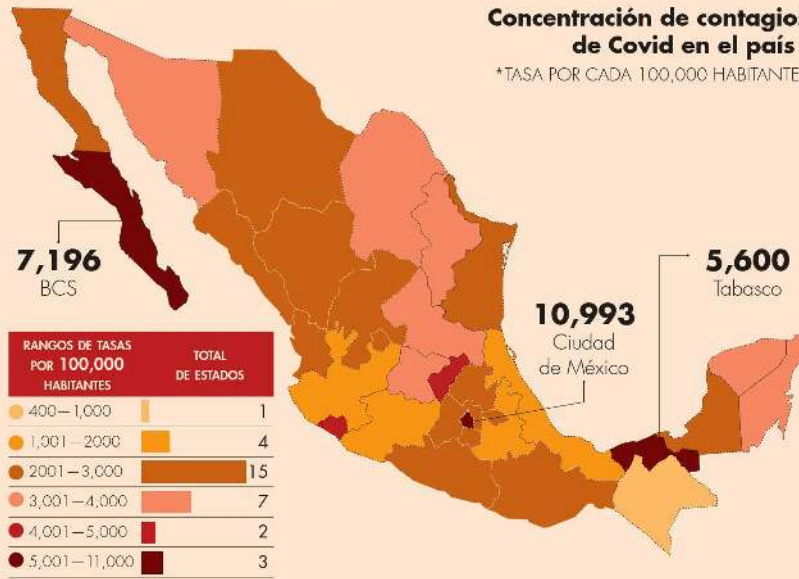 Concentración de contagio
de Covid en el país
*TASA POR CADA 100,000 HABITANTE
7,196
BCS
5,600
Tabasco
10,993
Ciudad
de México
RANGOS DE TASAS
POR 100,000
HABITANTES
TOTAL
DE ESTADOS
400—1,000 1
1,001—2000 4
2001—3,000 15
3,001—4,000 7
4,001—5,000 2
5,001—11,000 3